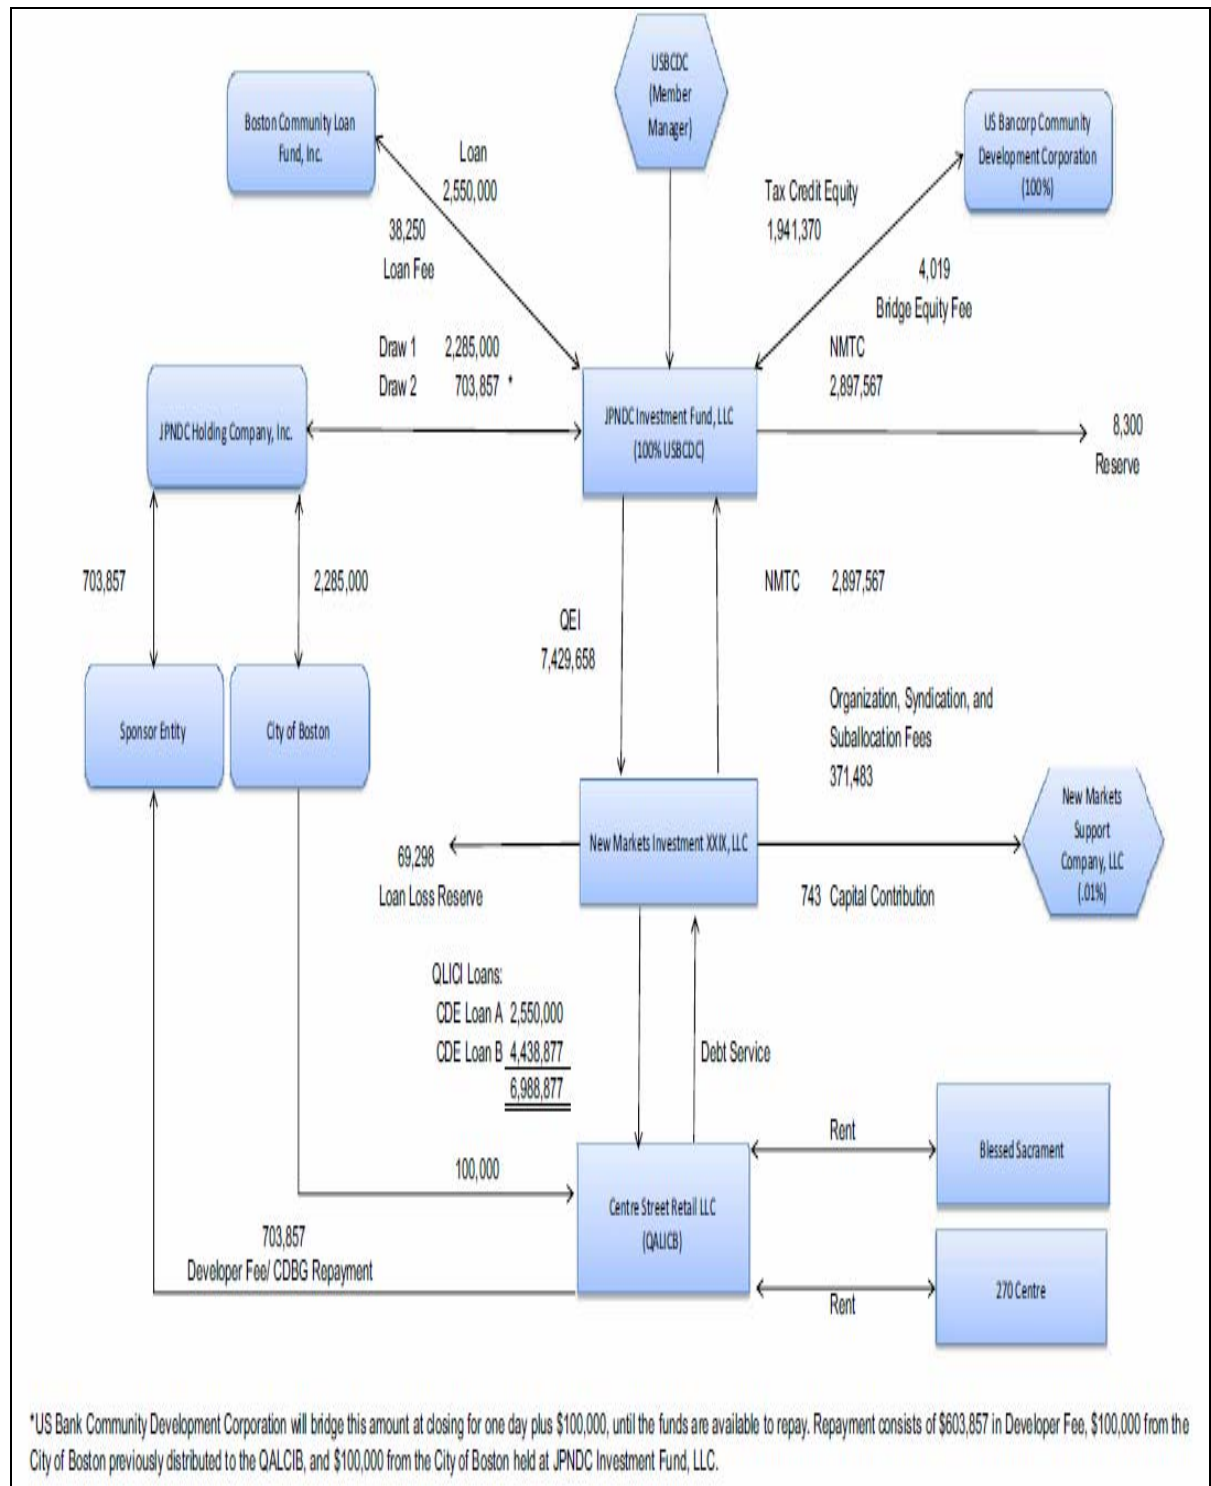 USBCDC
(Member
Manager)
Boston Community Loan
Fund, Inc.
US Bancorp Community
Development Corporation
(100%)
Loan
2,550,000
38,250
Loan Fee
Tax Credit Equity
1,941,370
4,019
Bridge Equity Fee
Draw 1 2,285,000
Draw 2 703,857 *
NMTC
2,897,567
JPNDC Holding Company, Inc.
JPNDC Investment Fund, LLC
(100% USBCDC)
8,300
Reserve
703,857
2,285,000
NMTC 2,897,567
QEI
7,429,658
Sponsor Entity
City of Boston
Organization, Syndication, and
Suballocation Fees
371,483
New Markets Investment XXIX, LLC
New Markets
Support
Company, LLC
(.01%)
69,298
Loan Loss Reserve
743 Capital Contribution
QLICI Loans:
CDE Loan A 2,550,000
CDE Loan B 4,438,877
6,988,877
Debt Service
Rent
Blessed Sacrament
100,000
Centre Street Retail LLC
(QALICB)
703,857
Developer Fee/ CDBG Repayment
Rent
270 Centre
*US Bank Community Development Corporation will bridge this amount at closing for one day plus $100,000, until the funds are available to repay. Repayment consists of $603,857 in Developer Fee, $100,000 from the
City of Boston previously distributed to the QALCIB, and $100,000 from the City of Boston held at JPNDC Investment Fund, LLC.